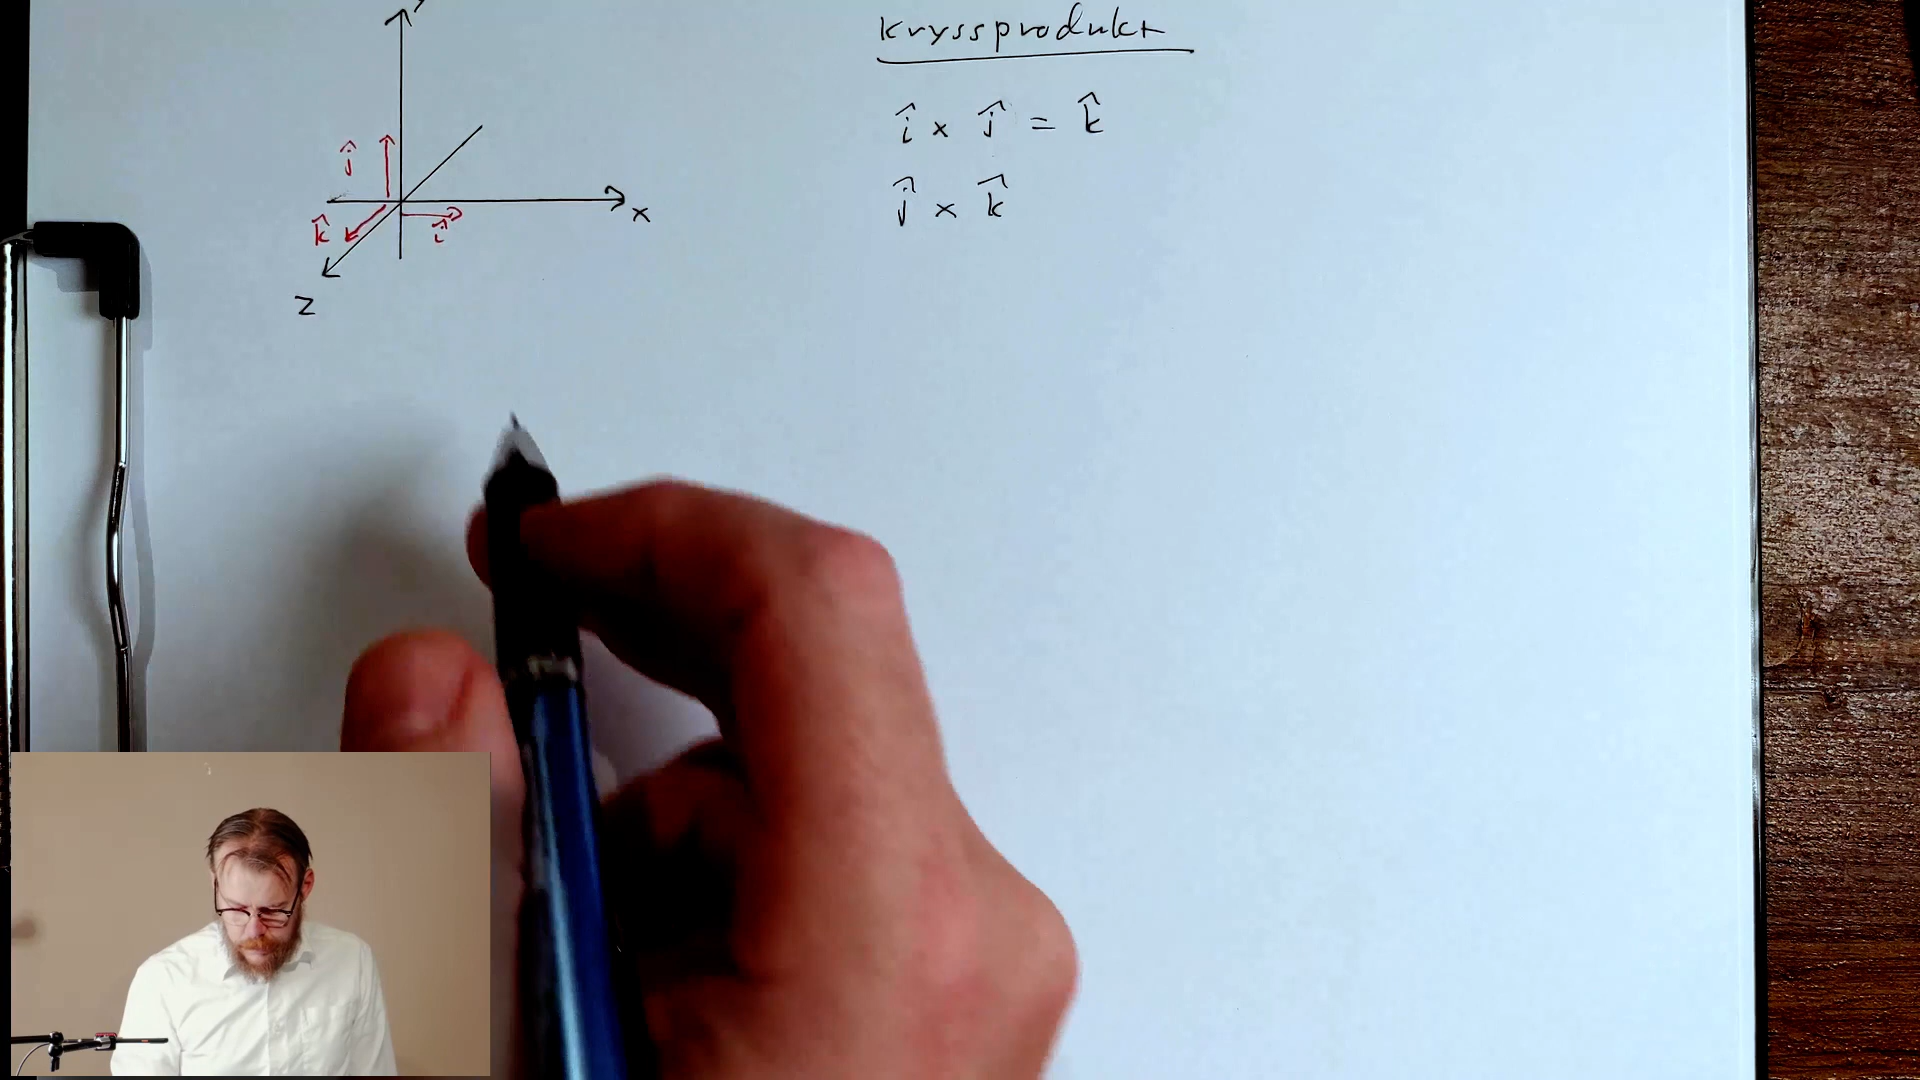 kryssprodukt
î × ĵ = k̂
ĵ × k̂
ĵ
k̂
î
x
z